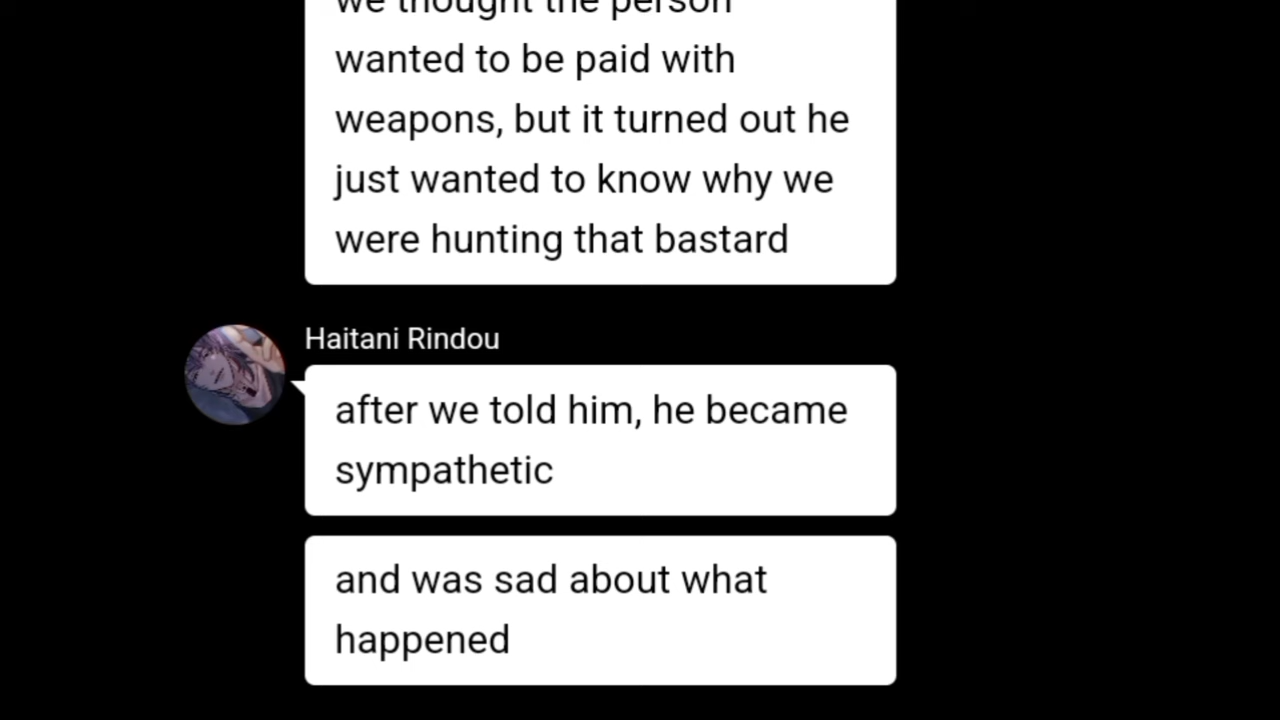 we thought the person
wanted to be paid with
weapons, but it turned out he
just wanted to know why we
were hunting that bastard
Haitani Rindou
after we told him, he became
sympathetic
and was sad about what
happened